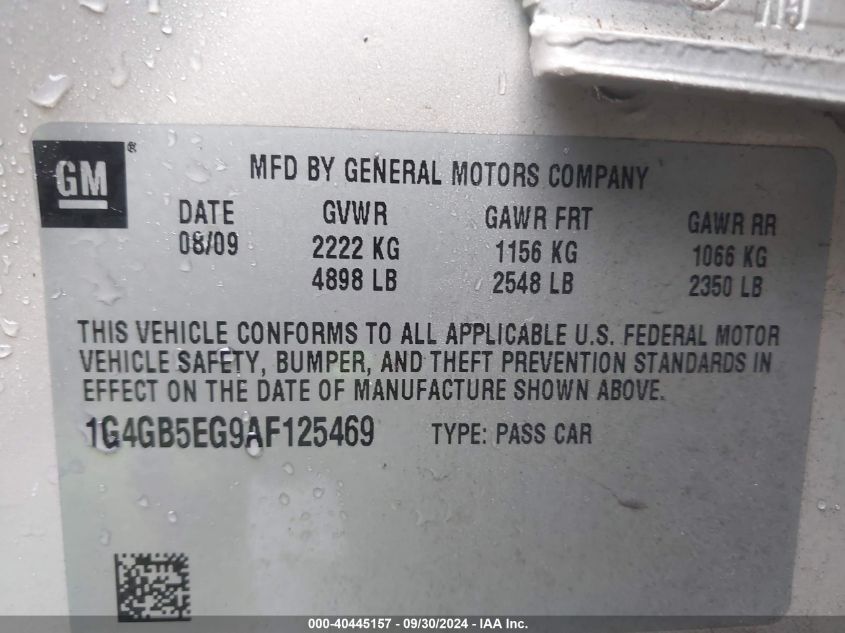 GM ®
MFD BY GENERAL MOTORS COMPANY
DATE GVWR GAWR FRT GAWR RR
08/09 2222 KG 1156 KG 1066 KG
4898 LB 2548 LB 2350 LB
THIS VEHICLE CONFORMS TO ALL APPLICABLE U.S. FEDERAL MOTOR
VEHICLE SAFETY, BUMPER, AND THEFT PREVENTION STANDARDS IN
EFFECT ON THE DATE OF MANUFACTURE SHOWN ABOVE.
1G4GB5EG9AF125469 TYPE: PASS CAR
000-40445157 - 09/30/2024 - IAA Inc.